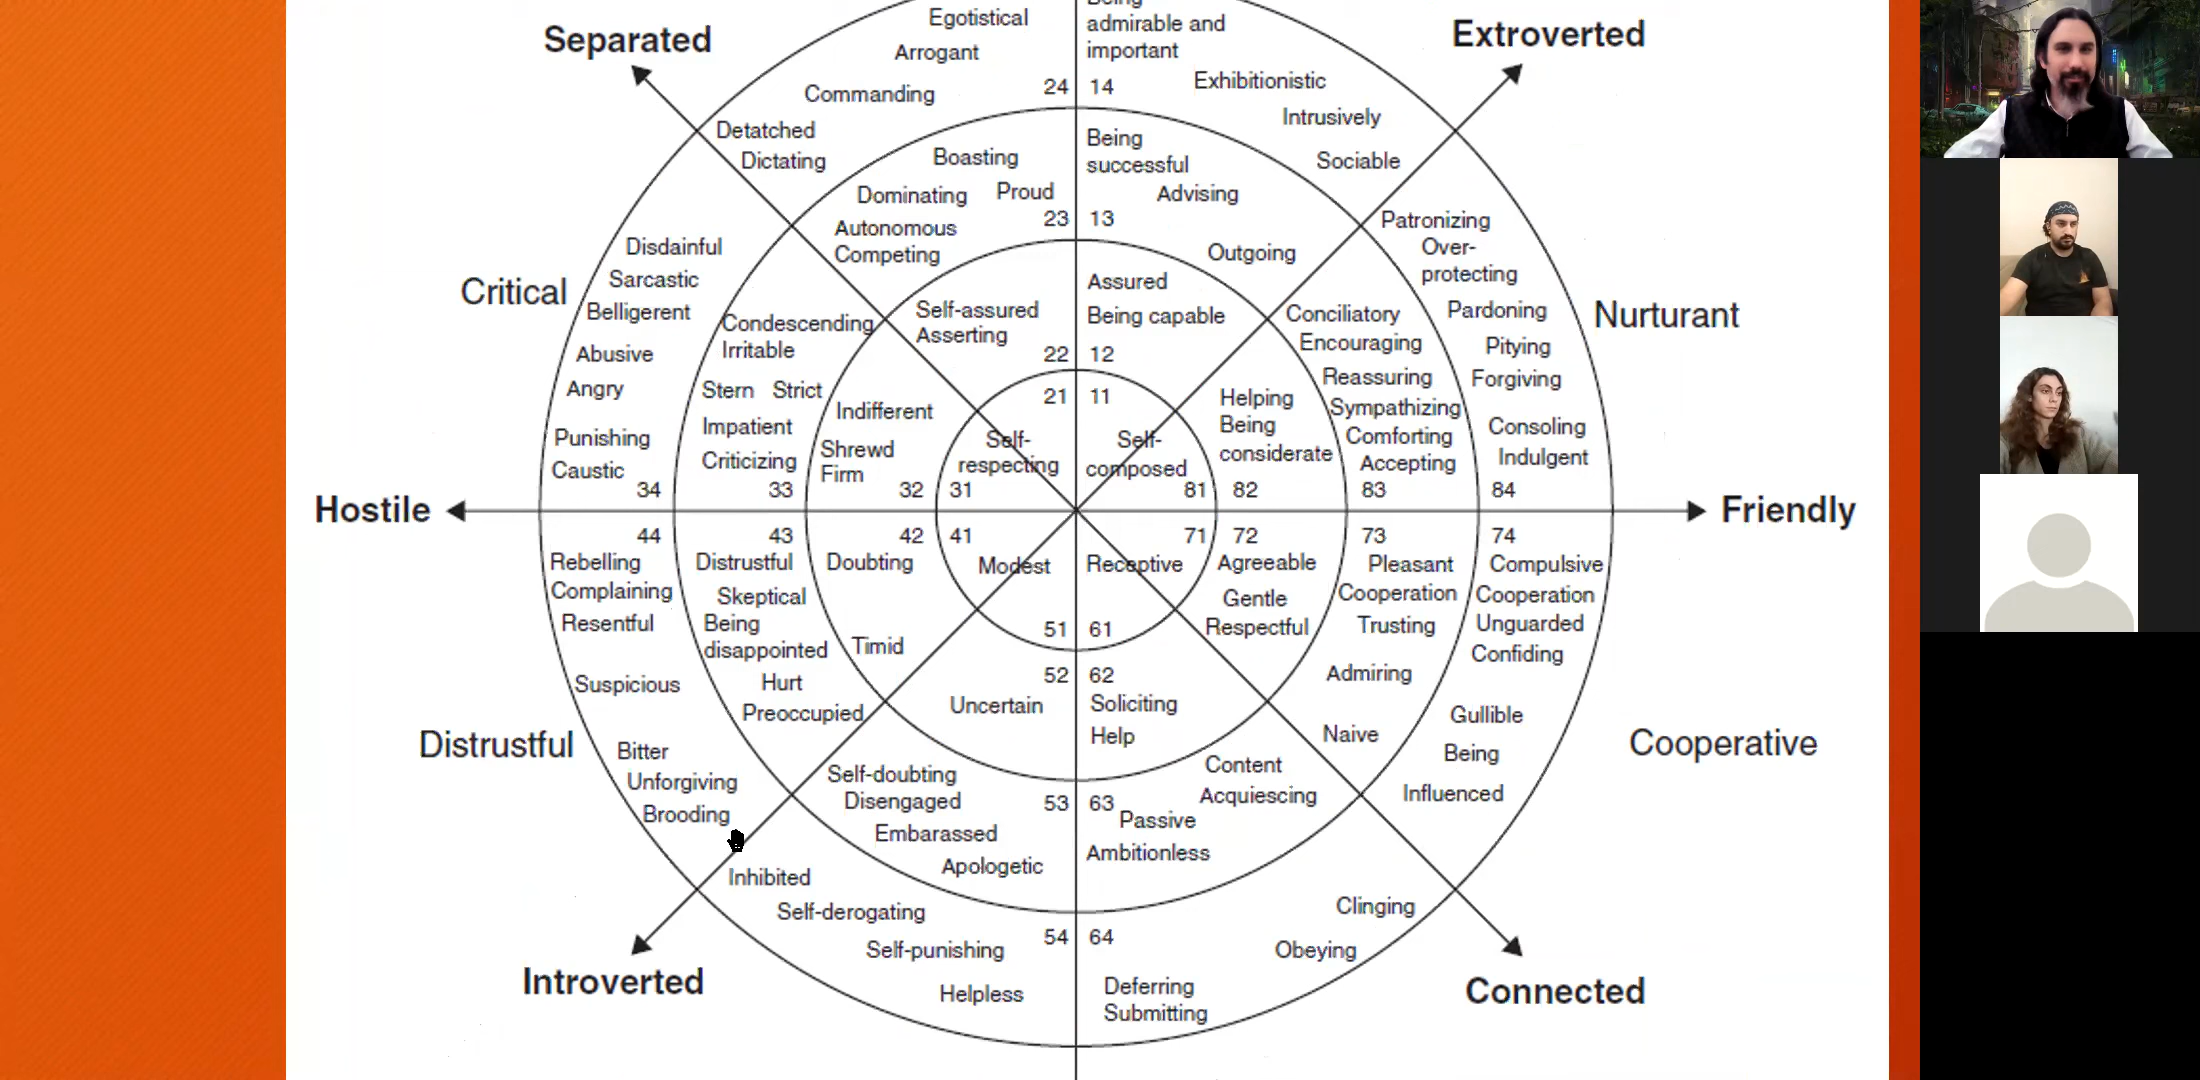 Being
admirable and
important
Egotistical
Arrogant
Commanding
24
14
Exhibitionistic
Intrusively
Sociable
Separated
Extroverted
Detatched
Dictating
Boasting
Dominating
Proud
23
Autonomous
Competing
Being
successful
Advising
13
Outgoing
Patronizing
Over-
protecting
Pardoning
Pitying
Forgiving
Consoling
Indulgent
84
Nurturant
Critical
Disdainful
Sarcastic
Belligerent
Abusive
Angry
Punishing
Caustic
34
Condescending
Irritable
Stern
Strict
Impatient
Criticizing
33
Self-assured
Asserting
22
Assured
Being capable
12
Conciliatory
Encouraging
Reassuring
Sympathizing
Comforting
Accepting
83
Indifferent
Shrewd
Firm
32
21
11
Self-
respecting
31
Self-
composed
81
Helping
Being
considerate
82
Hostile
Friendly
44
Rebelling
Complaining
Resentful
Suspicious
Bitter
Unforgiving
Brooding
43
Distrustful
Skeptical
Being
disappointed
Hurt
Preoccupied
42
Doubting
Timid
41
Modest
51
71
Receptive
61
72
Agreeable
Gentle
Respectful
73
Pleasant
Cooperation
Trusting
Admiring
Naive
74
Compulsive
Cooperation
Unguarded
Confiding
Gullible
Being
Influenced
Distrustful
Cooperative
52
Uncertain
62
Soliciting
Help
Self-doubting
Disengaged
53
Embarassed
Apologetic
Content
Acquiescing
63
Passive
Ambitionless
Inhibited
Self-derogating
Self-punishing
54
Helpless
64
Clinging
Obeying
Deferring
Submitting
Introverted
Connected